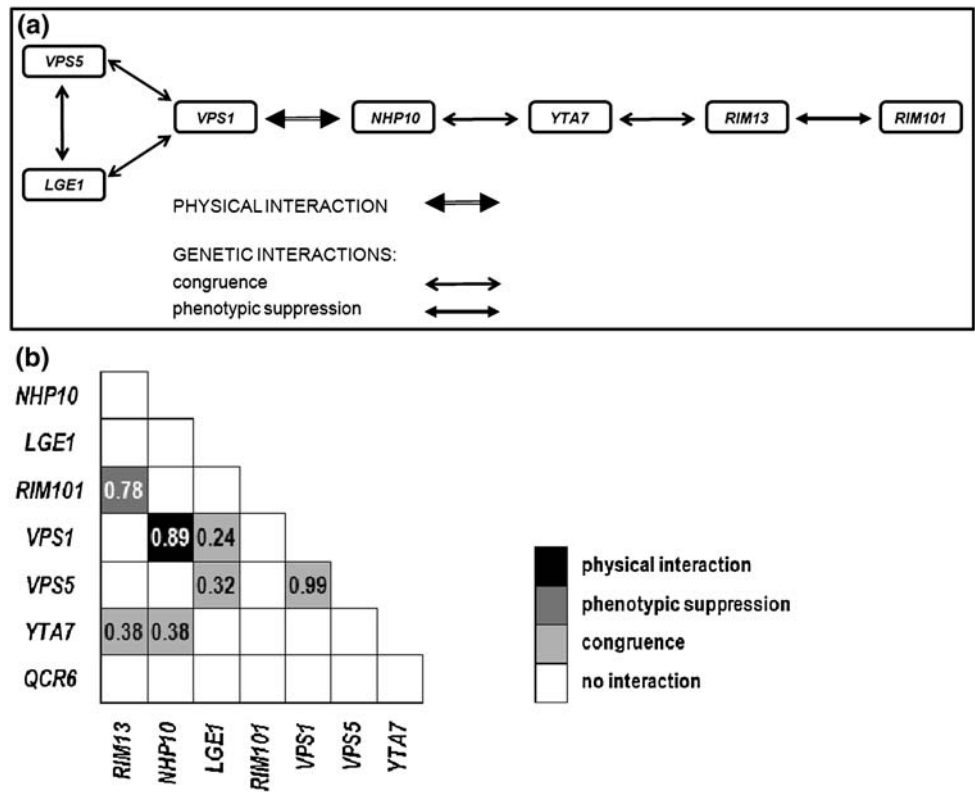 (a)
VPS5
VPS1 NHP10 YTA7 RIM13 RIM101
LGE1
PHYSICAL INTERACTION
GENETIC INTERACTIONS:
congruence
phenotypic suppression
(b)
NHP10
LGE1
RIM101 0.78
VPS1 0.89 0.24
VPS5 0.32 0.99
YTA7 0.38 0.38
QCR6
RIM13 NHP10 LGE1 RIM101 VPS1 VPS5 YTA7
physical interaction
phenotypic suppression
congruence
no interaction